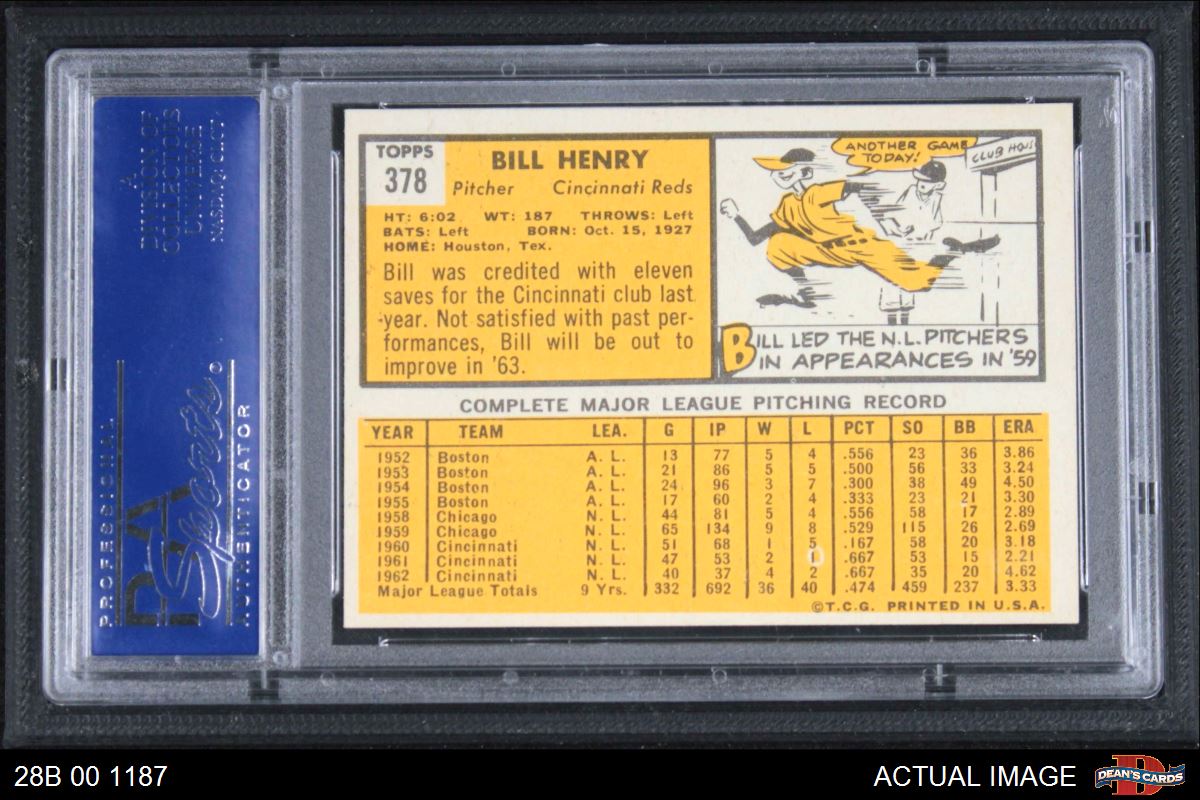 A
DIVISION OF
COLLECTORS
UNIVERSE
NASDAQ: CLCT
PROFESSIONAL
PSA
Sports
AUTHENTICATOR
TOPPS
378
BILL HENRY
Pitcher Cincinnati Reds
HT: 6:02 WT: 187 THROWS: Left
BATS: Left BORN: Oct. 15, 1927
HOME: Houston, Tex.
Bill was credited with eleven
saves for the Cincinnati club last
year. Not satisfied with past per-
formances, Bill will be out to
improve in '63.
ANOTHER GAME
TODAY!
CLUB HOUS
BILL LED THE N.L. PITCHERS
IN APPEARANCES IN '59
COMPLETE MAJOR LEAGUE PITCHING RECORD
YEAR TEAM LEA. G IP W L PCT SO BB ERA
1952 Boston A. L. 13 77 5 4 .556 23 36 3.86
1953 Boston A. L. 21 86 5 5 .500 56 33 3.24
1954 Boston A. L. 24 96 3 7 .300 38 49 4.50
1955 Boston A. L. 17 60 2 4 .333 23 21 3.30
1958 Chicago N. L. 44 81 5 4 .556 58 17 2.89
1959 Chicago N. L. 65 134 9 8 .529 115 26 2.69
1960 Cincinnati N. L. 51 68 1 5 .167 58 20 3.18
1961 Cincinnati N. L. 47 53 2 1 .667 53 15 2.21
1962 Cincinnati N. L. 40 37 4 2 .667 35 20 4.62
Major League Totals 9 Yrs. 332 692 36 40 .474 459 237 3.33
©T.C.G. PRINTED IN U.S.A.
28B 00 1187
ACTUAL IMAGE
DEAN'S CARDS